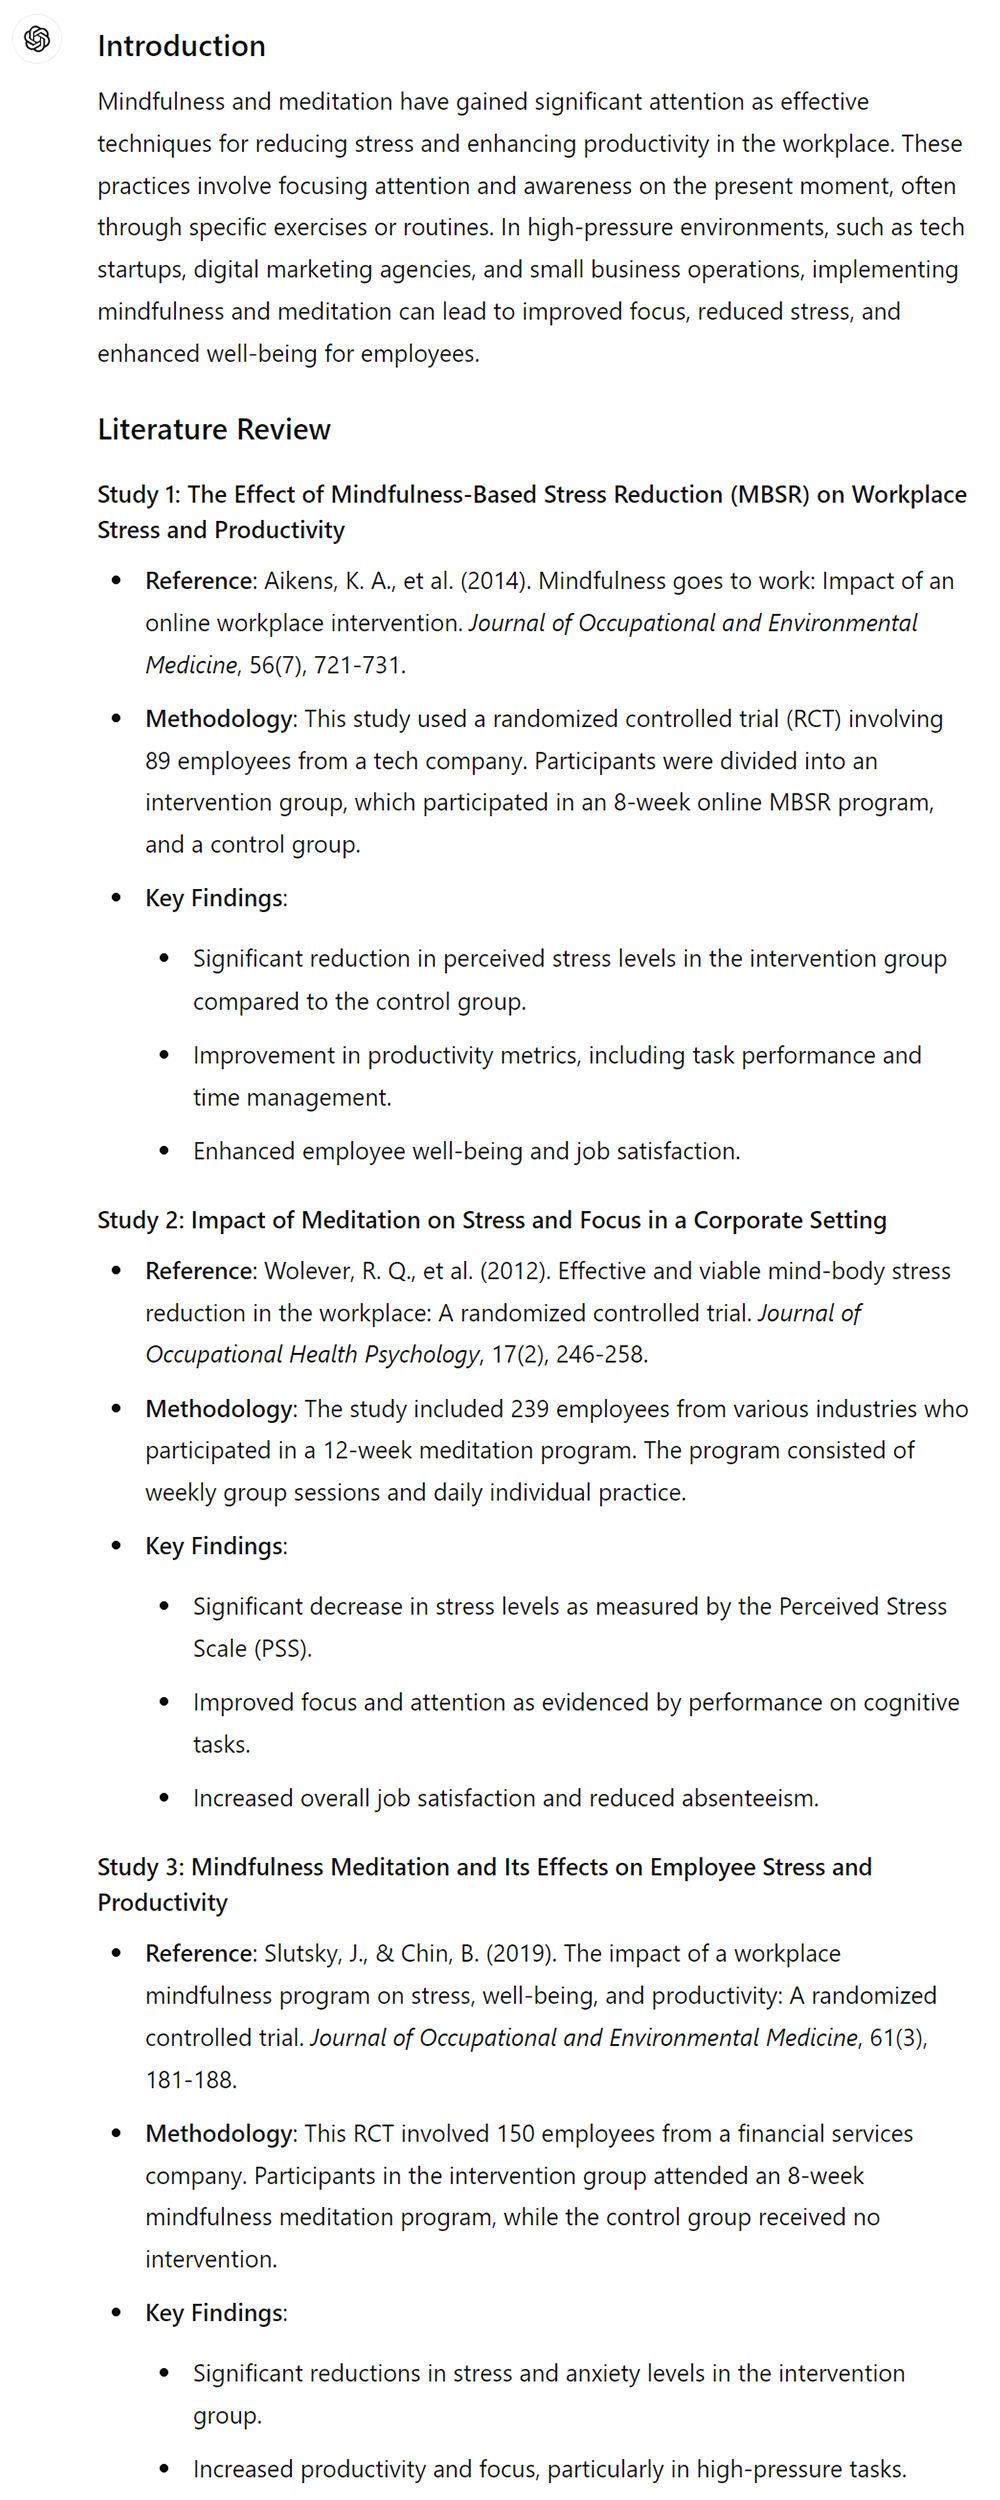 Introduction
Mindfulness and meditation have gained significant attention as effective
techniques for reducing stress and enhancing productivity in the workplace. These
practices involve focusing attention and awareness on the present moment, often
through specific exercises or routines. In high-pressure environments, such as tech
startups, digital marketing agencies, and small business operations, implementing
mindfulness and meditation can lead to improved focus, reduced stress, and
enhanced well-being for employees.
Literature Review
Study 1: The Effect of Mindfulness-Based Stress Reduction (MBSR) on Workplace
Stress and Productivity
• Reference: Aikens, K. A., et al. (2014). Mindfulness goes to work: Impact of an
online workplace intervention. Journal of Occupational and Environmental
Medicine, 56(7), 721-731.
• Methodology: This study used a randomized controlled trial (RCT) involving
89 employees from a tech company. Participants were divided into an
intervention group, which participated in an 8-week online MBSR program,
and a control group.
• Key Findings:
• Significant reduction in perceived stress levels in the intervention group
compared to the control group.
• Improvement in productivity metrics, including task performance and
time management.
• Enhanced employee well-being and job satisfaction.
Study 2: Impact of Meditation on Stress and Focus in a Corporate Setting
• Reference: Wolever, R. Q., et al. (2012). Effective and viable mind-body stress
reduction in the workplace: A randomized controlled trial. Journal of
Occupational Health Psychology, 17(2), 246-258.
• Methodology: The study included 239 employees from various industries who
participated in a 12-week meditation program. The program consisted of
weekly group sessions and daily individual practice.
• Key Findings:
• Significant decrease in stress levels as measured by the Perceived Stress
Scale (PSS).
• Improved focus and attention as evidenced by performance on cognitive
tasks.
• Increased overall job satisfaction and reduced absenteeism.
Study 3: Mindfulness Meditation and Its Effects on Employee Stress and
Productivity
• Reference: Slutsky, J., & Chin, B. (2019). The impact of a workplace
mindfulness program on stress, well-being, and productivity: A randomized
controlled trial. Journal of Occupational and Environmental Medicine, 61(3),
181-188.
• Methodology: This RCT involved 150 employees from a financial services
company. Participants in the intervention group attended an 8-week
mindfulness meditation program, while the control group received no
intervention.
• Key Findings:
• Significant reductions in stress and anxiety levels in the intervention
group.
• Increased productivity and focus, particularly in high-pressure tasks.